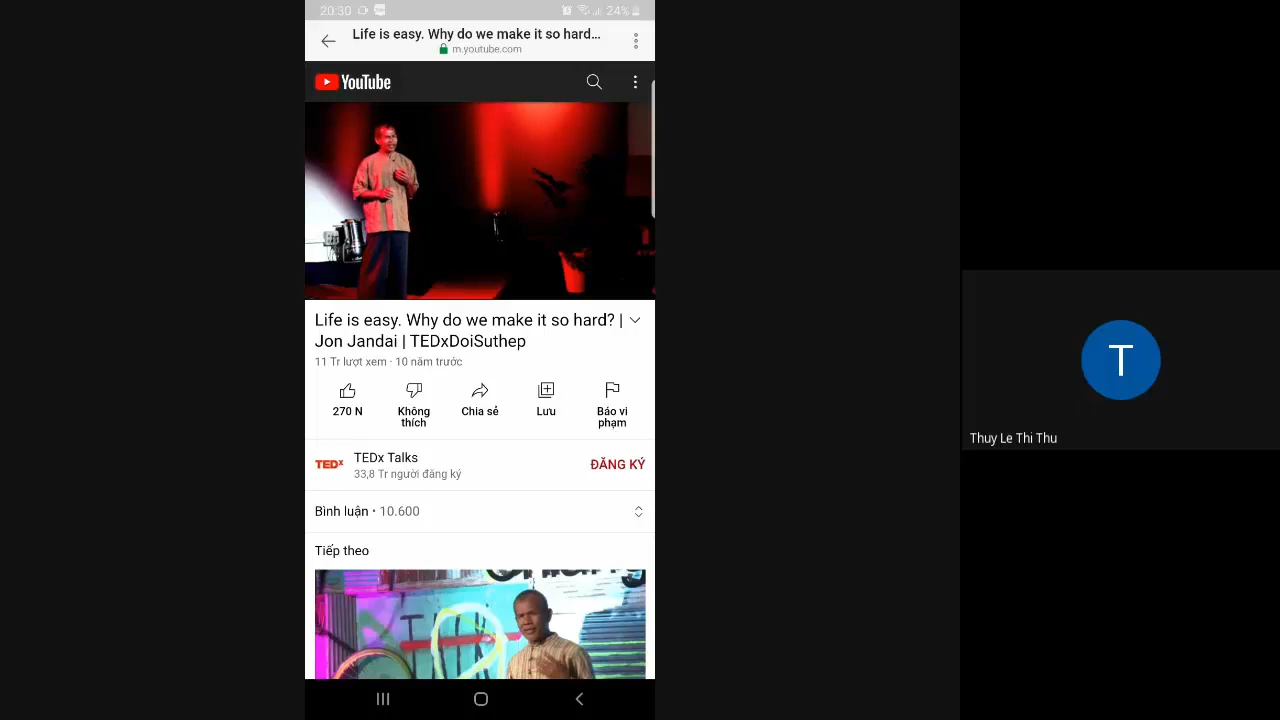 20:30
24%
Life is easy. Why do we make it so hard...
m.youtube.com
YouTube
Life is easy. Why do we make it so hard? |
Jon Jandai | TEDxDoiSuthep
11 Tr lượt xem · 10 năm trước
270 N
Không
thích
Chia sẻ
Lưu
Báo vi
phạm
TEDx
TEDx Talks
33,8 Tr người đăng ký
ĐĂNG KÝ
Bình luận • 10.600
Tiếp theo
T
Thuy Le Thi Thu